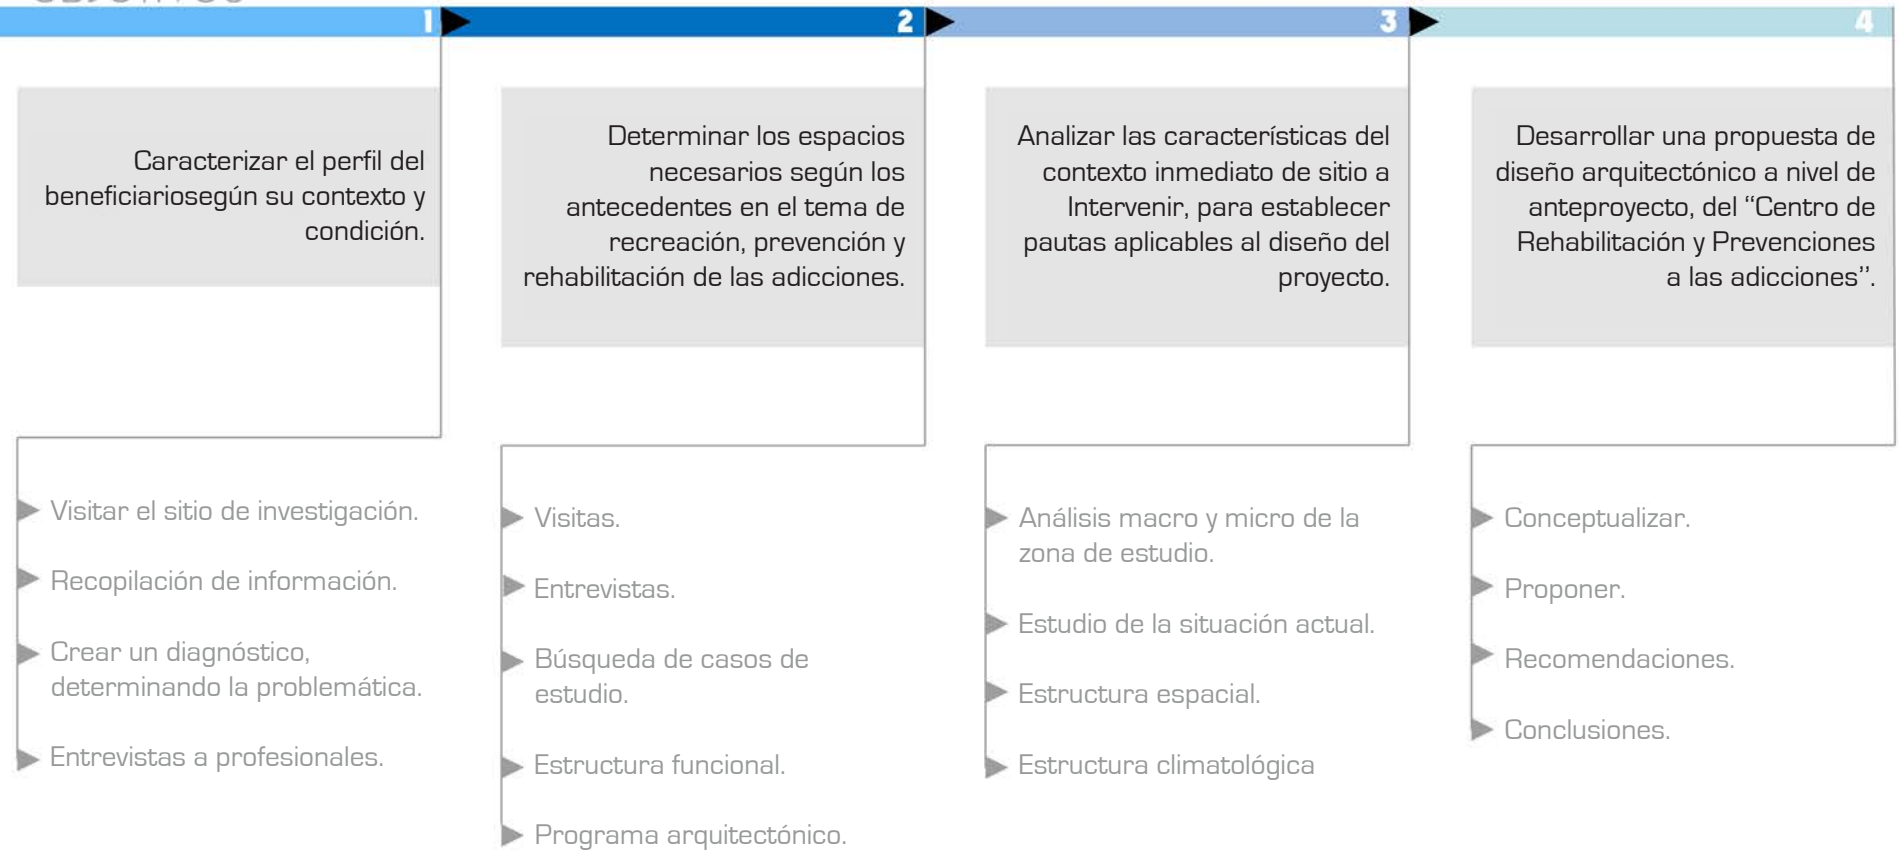 1
2
3
4
Caracterizar el perfil del
beneficiariosegún su contexto y
condición.
Visitar el sitio de investigación.
Recopilación de información.
Crear un diagnóstico,
determinando la problemática.
Entrevistas a profesionales.
Determinar los espacios
necesarios según los
antecedentes en el tema de
recreación, prevención y
rehabilitación de las adicciones.
Visitas.
Entrevistas.
Búsqueda de casos de
estudio.
Estructura funcional.
Programa arquitectónico.
Analizar las características del
contexto inmediato de sitio a
Intervenir, para establecer
pautas aplicables al diseño del
proyecto.
Análisis macro y micro de la
zona de estudio.
Estudio de la situación actual.
Estructura espacial.
Estructura climatológica
Desarrollar una propuesta de
diseño arquitectónico a nivel de
anteproyecto, del “Centro de
Rehabilitación y Prevenciones
a las adicciones”.
Conceptualizar.
Proponer.
Recomendaciones.
Conclusiones.